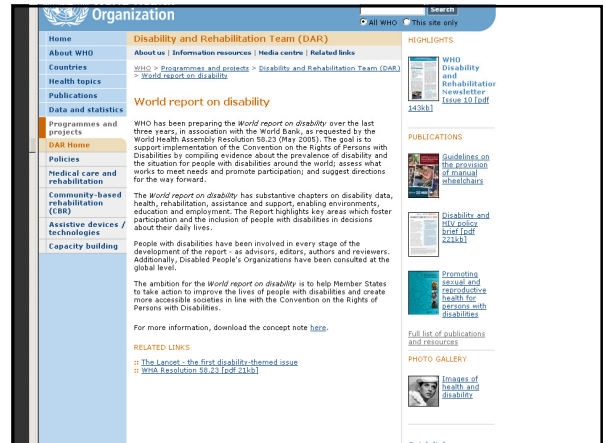 Organization
Search
All WHO
This site only
Home
About WHO
Countries
Health topics
Publications
Data and statistics
Programmes and
projects
DAR Home
Policies
Medical care and
rehabilitation
Community-based
rehabilitation
(CBR)
Assistive devices /
technologies
Capacity building
Disability and Rehabilitation Team (DAR)
About us | Information resources | Media centre | Related links
WHO > Programmes and projects > Disability and Rehabilitation Team (DAR)
> World report on disability
World report on disability
WHO has been preparing the World report on disability over the last
three years, in association with the World Bank, as requested by the
World Health Assembly Resolution 58.23 (May 2005). The goal is to
support implementation of the Convention on the Rights of Persons with
Disabilities by compiling evidence about the prevalence of disability and
the situation for people with disabilities around the world; assess what
works to meet needs and promote participation; and suggest directions
for the way forward.
The World report on disability has substantive chapters on disability data,
health, rehabilitation, assistance and support, enabling environments,
education and employment. The Report highlights key areas which foster
participation and the inclusion of people with disabilities in decisions
about their daily lives.
People with disabilities have been involved in every stage of the
development of the report - as advisors, editors, authors and reviewers.
Additionally, Disabled People's Organizations have been consulted at the
global level.
The ambition for the World report on disability is to help Member States
to take action to improve the lives of people with disabilities and create
more accessible societies in line with the Convention on the Rights of
Persons with Disabilities.
For more information, download the concept note here.
RELATED LINKS
:: The Lancet - the first disability-themed issue
:: WHA Resolution 58.23 [pdf 21kb]
HIGHLIGHTS
WHO
Disability
and
Rehabilitation
Newsletter
Issue 10 [pdf
143kb]
PUBLICATIONS
Guidelines on
the provision
of manual
wheelchairs
Disability and
HIV policy
brief [pdf
221kb]
Promoting
sexual and
reproductive
health for
persons with
disabilities
Full list of publications
and resources
PHOTO GALLERY
Images of
health and
disability